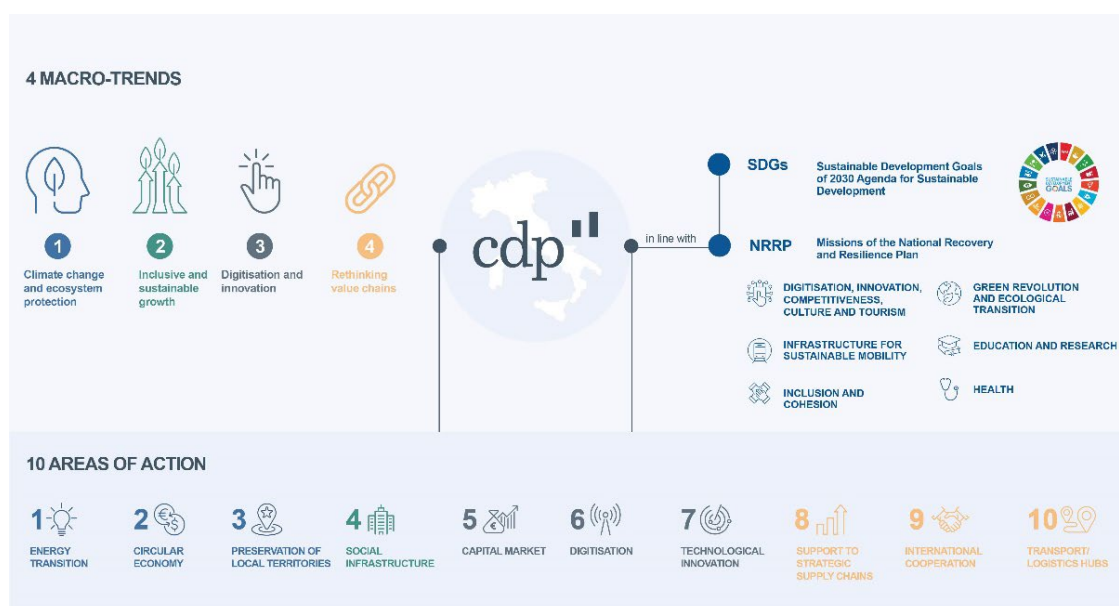 4 MACRO-TRENDS
1
Climate change
and ecosystem
protection
2
Inclusive and
sustainable
growth
3
Digitisation and
innovation
4
Rethinking
value chains
cdp
in line with
SDGs
Sustainable Development Goals
of 2030 Agenda for Sustainable
Development
SUSTAINABLE
DEVELOPMENT
GOALS
NRRP
Missions of the National Recovery
and Resilience Plan
DIGITISATION, INNOVATION,
COMPETITIVENESS,
CULTURE AND TOURISM
GREEN REVOLUTION
AND ECOLOGICAL
TRANSITION
INFRASTRUCTURE FOR
SUSTAINABLE MOBILITY
EDUCATION AND RESEARCH
INCLUSION AND
COHESION
HEALTH
10 AREAS OF ACTION
1
ENERGY
TRANSITION
2
€
$
CIRCULAR
ECONOMY
3
PRESERVATION OF
LOCAL TERRITORIES
4
SOCIAL
INFRASTRUCTURE
5
€
CAPITAL MARKET
6
DIGITISATION
7
TECHNOLOGICAL
INNOVATION
8
SUPPORT TO
STRATEGIC
SUPPLY CHAINS
9
INTERNATIONAL
COOPERATION
10
TRANSPORT/
LOGISTICS HUBS